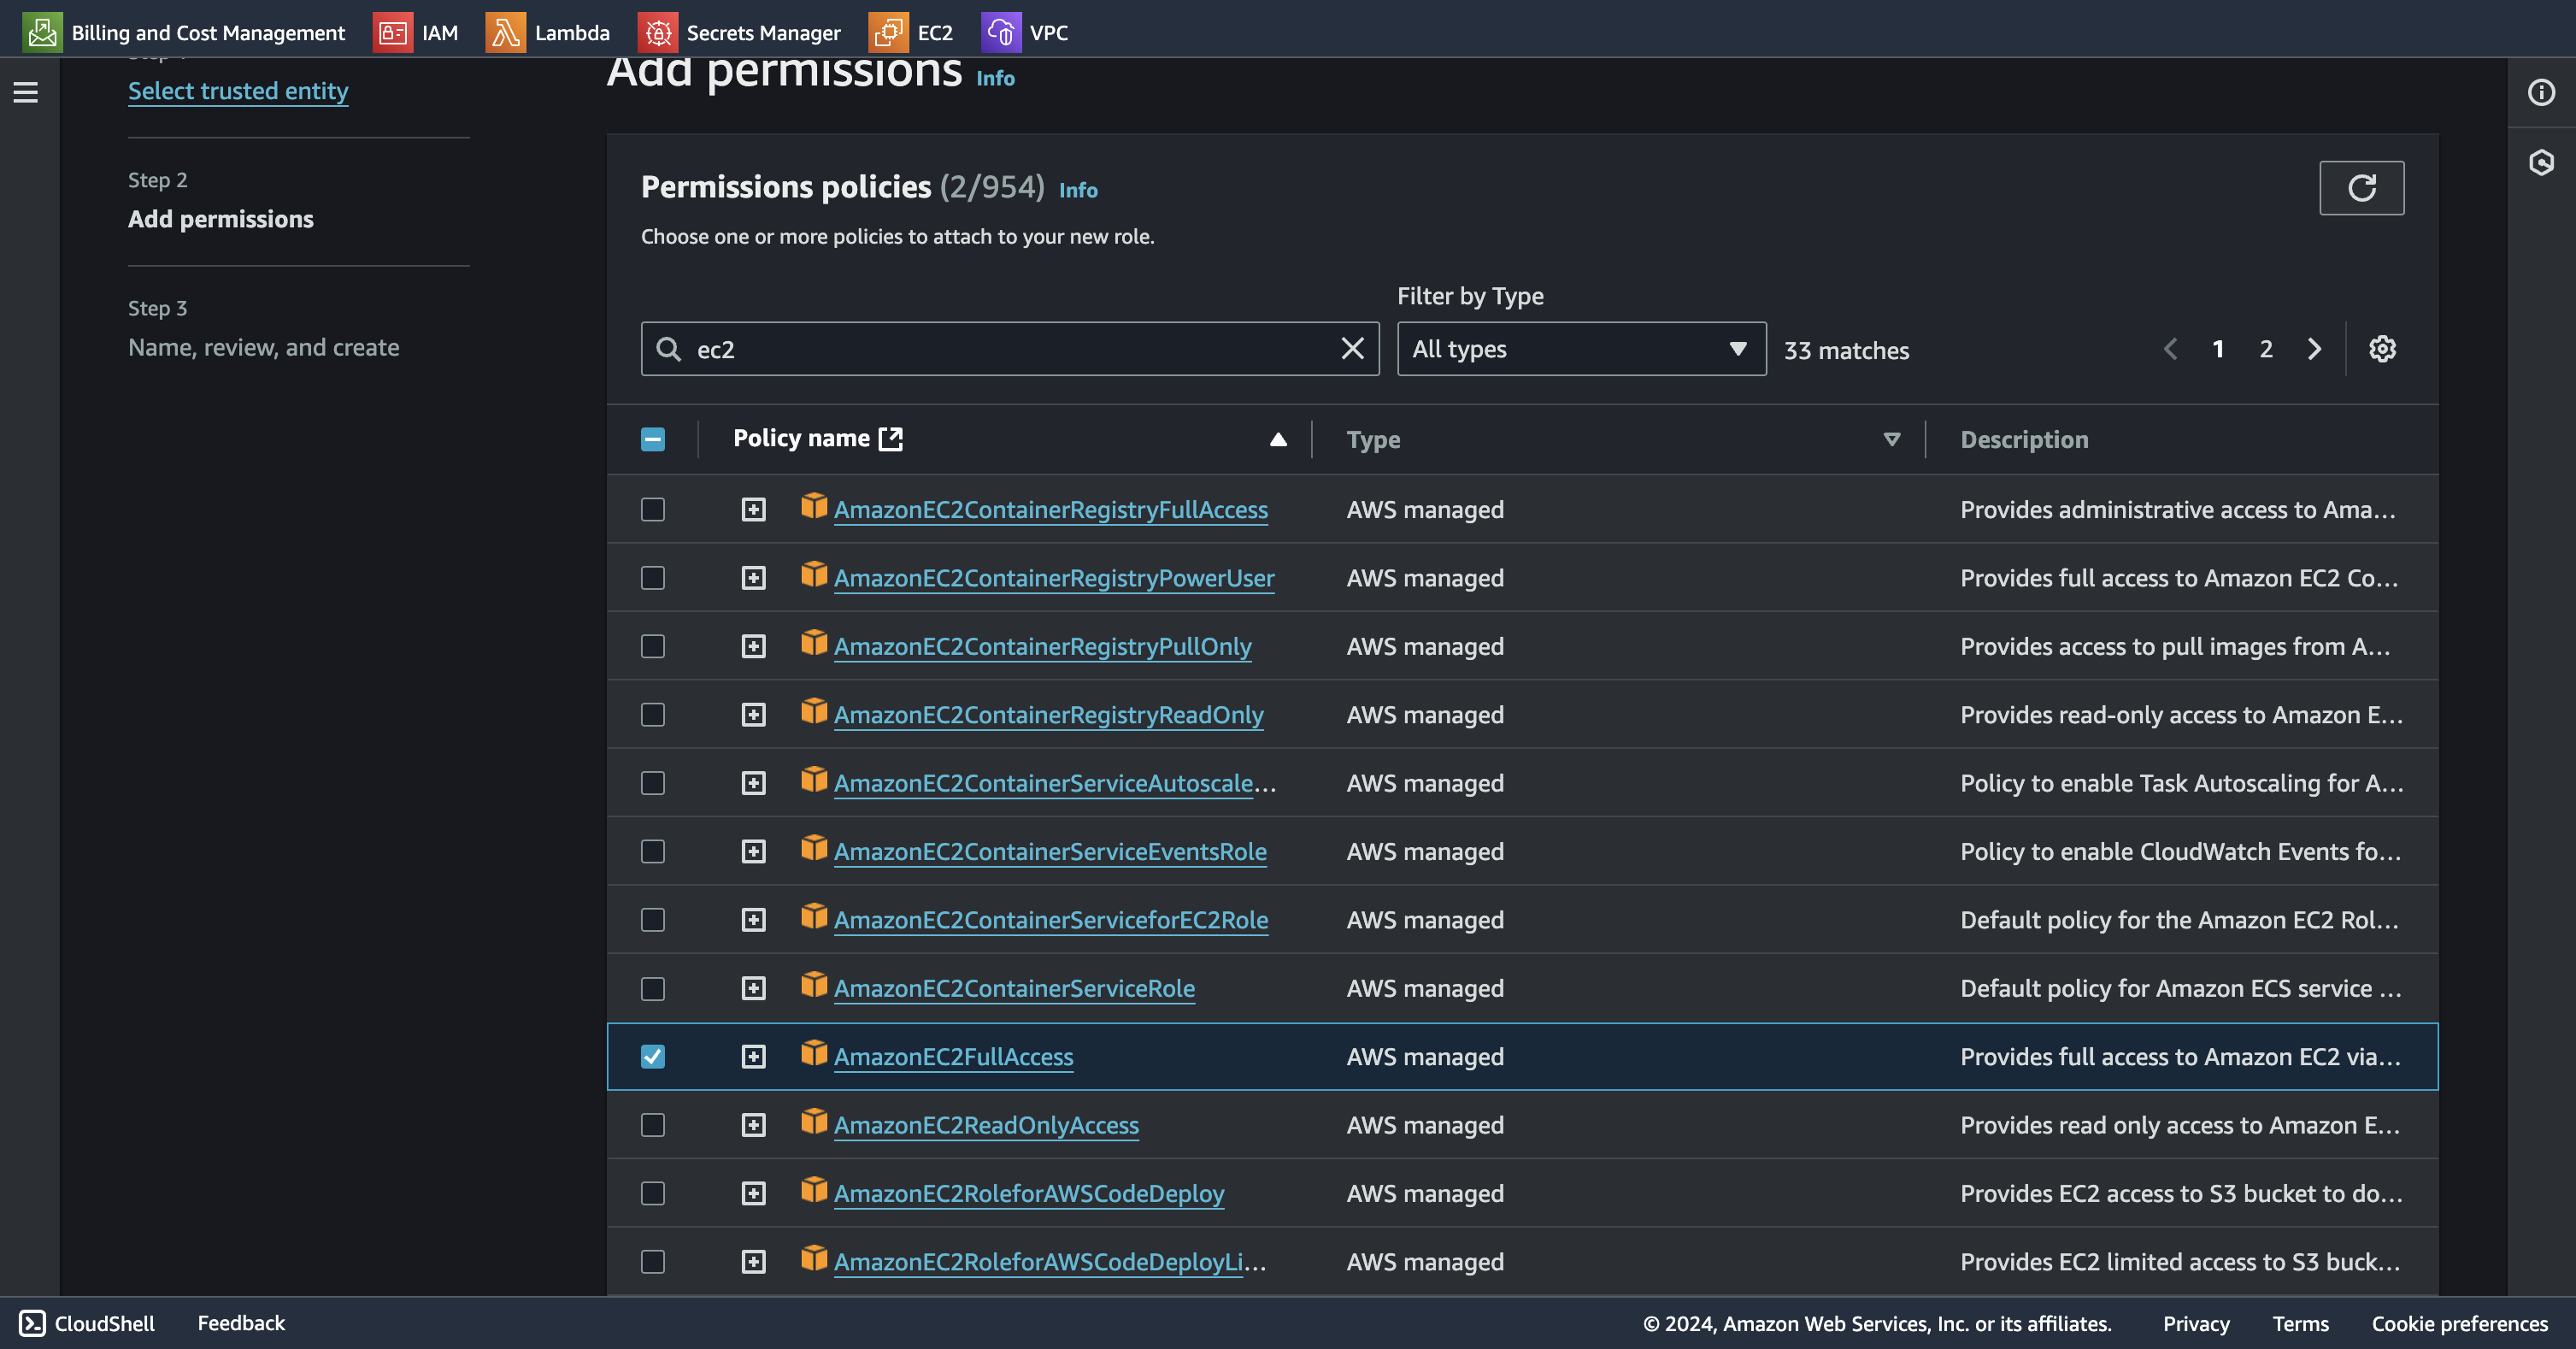 Billing and Cost Management IAM Lambda Secrets Manager EC2 VPC
Select trusted entity
Step 2
Add permissions
Step 3
Name, review, and create
Add permissions Info
Permissions policies (2/954) Info
Choose one or more policies to attach to your new role.
Filter by Type
ec2 All types 33 matches 1 2
Policy name Type Description
AmazonEC2ContainerRegistryFullAccess AWS managed Provides administrative access to Ama...
AmazonEC2ContainerRegistryPowerUser AWS managed Provides full access to Amazon EC2 Co...
AmazonEC2ContainerRegistryPullOnly AWS managed Provides access to pull images from A...
AmazonEC2ContainerRegistryReadOnly AWS managed Provides read-only access to Amazon E...
AmazonEC2ContainerServiceAutoscale... AWS managed Policy to enable Task Autoscaling for A...
AmazonEC2ContainerServiceEventsRole AWS managed Policy to enable CloudWatch Events fo...
AmazonEC2ContainerServiceforEC2Role AWS managed Default policy for the Amazon EC2 Rol...
AmazonEC2ContainerServiceRole AWS managed Default policy for Amazon ECS service ...
AmazonEC2FullAccess AWS managed Provides full access to Amazon EC2 via...
AmazonEC2ReadOnlyAccess AWS managed Provides read only access to Amazon E...
AmazonEC2RoleforAWSCodeDeploy AWS managed Provides EC2 access to S3 bucket to do...
AmazonEC2RoleforAWSCodeDeployLi... AWS managed Provides EC2 limited access to S3 buck...
CloudShell Feedback © 2024, Amazon Web Services, Inc. or its affiliates. Privacy Terms Cookie preferences